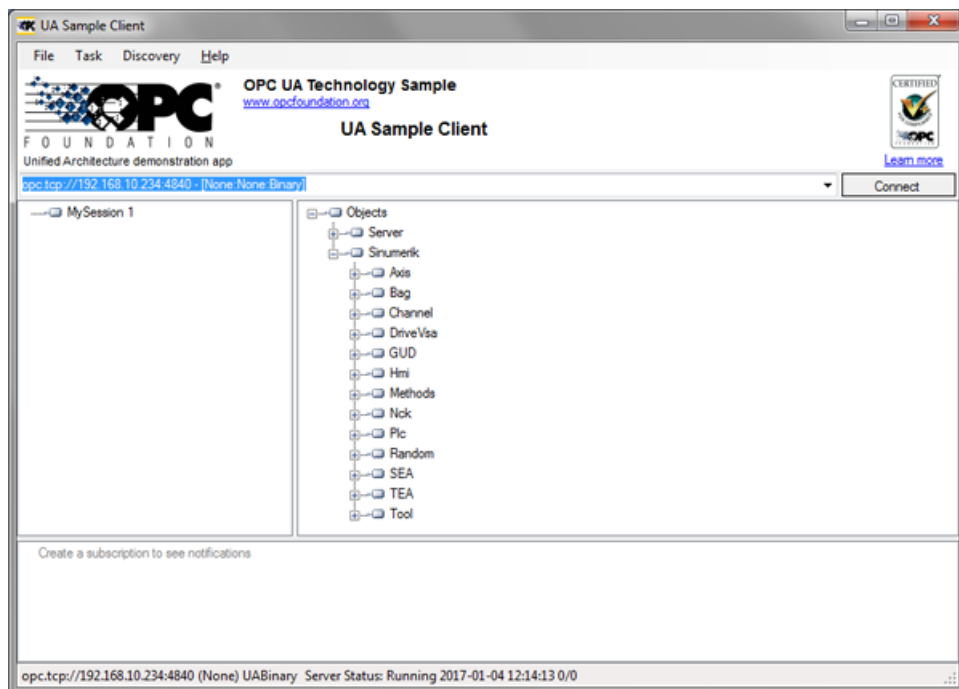 UA Sample Client
File Task Discovery Help
OPC
FOUNDATION
Unified Architecture demonstration app
OPC UA Technology Sample
www.opcfoundation.org
UA Sample Client
CERTIFIED
OPC
Learn more
opc.tcp://192.168.10.234:4840 - [None:None:Binary]
Connect
MySession 1
Objects
Server
Sinumerik
Axis
Bag
Channel
DriveVsa
GUD
Hmi
Methods
Nck
Plc
Random
SEA
TEA
Tool
Create a subscription to see notifications
opc.tcp://192.168.10.234:4840 (None) UABinary Server Status: Running 2017-01-04 12:14:13 0/0